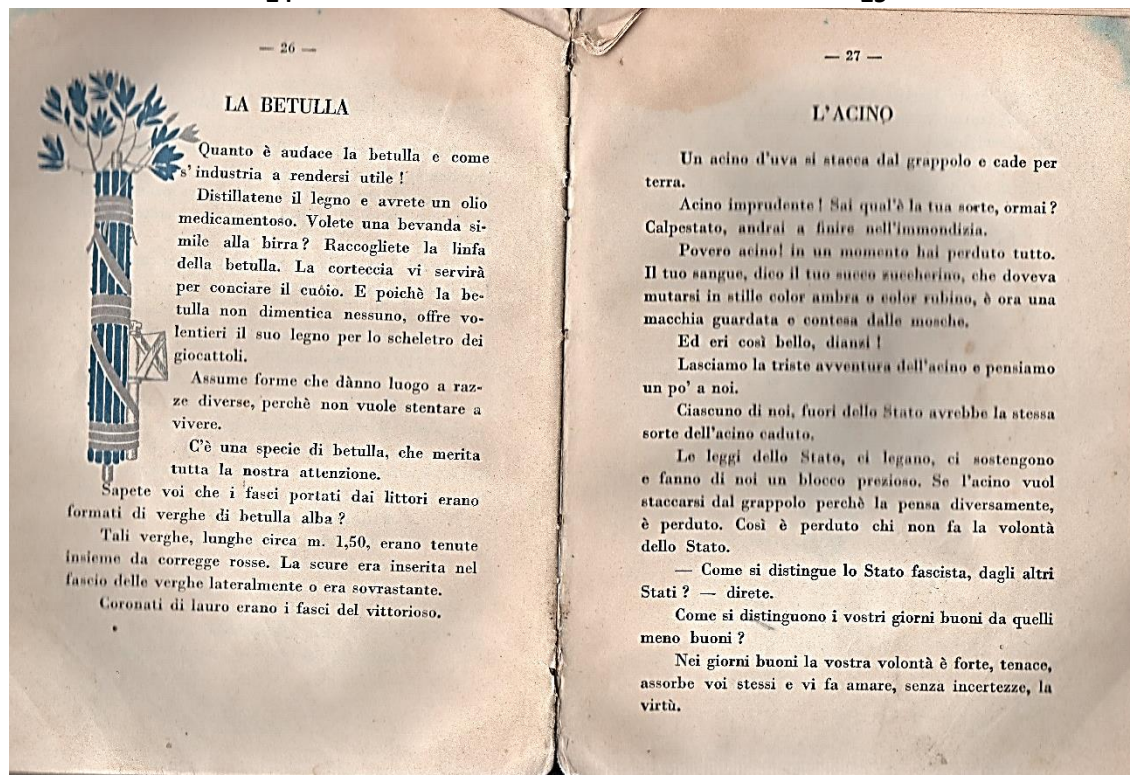 — 26 —
LA BETULLA
Quanto è audace la betulla e come
s'industria a rendersi utile !
Distillatene il legno e avrete un olio
medicamentoso. Volete una bevanda si-
mile alla birra? Raccogliete la linfa
della betulla. La corteccia vi servirà
per conciare il cuòio. E poichè la be-
tulla non dimentica nessuno, offre vo-
lentieri il suo legno per lo scheletro dei
giocattoli.
Assume forme che dànno luogo a raz-
ze diverse, perchè non vuole stentare a
vivere.
C'è una specie di betulla, che merita
tutta la nostra attenzione.
Sapete voi che i fasci portati dai littori erano
formati di verghe di betulla alba ?
Tali verghe, lunghe circa m. 1,50, erano tenute
insieme da corregge rosse. La scure era inserita nel
fascio delle verghe lateralmente o era sovrastante.
Coronati di lauro erano i fasci del vittorioso.
— 27 —
L'ACINO
Un acino d'uva si stacca dal grappolo e cade per
terra.
Acino imprudente ! Sai qual'è la tua sorte, ormai ?
Calpestato, andrai a finire nell'immondizia.
Povero acino! in un momento hai perduto tutto.
Il tuo sangue, dico il tuo succo zuccherino, che doveva
mutarsi in stille color ambra o color rubino, è ora una
macchia guardata e contesa dalle mosche.
Ed eri così bello, dianzi !
Lasciamo la triste avventura dell'acino e pensiamo
un po' a noi.
Ciascuno di noi, fuori dello Stato avrebbe la stessa
sorte dell'acino caduto.
Le leggi dello Stato, ci legano, ci sostengono
e fanno di noi un blocco prezioso. Se l'acino vuol
staccarsi dal grappolo perchè la pensa diversamente,
è perduto. Così è perduto chi non fa la volontà
dello Stato.
— Come si distingue lo Stato fascista, dagli altri
Stati ? — direte.
Come si distinguono i vostri giorni buoni da quelli
meno buoni ?
Nei giorni buoni la vostra volontà è forte, tenace,
assorbe voi stessi e vi fa amare, senza incertezze, la
virtù.